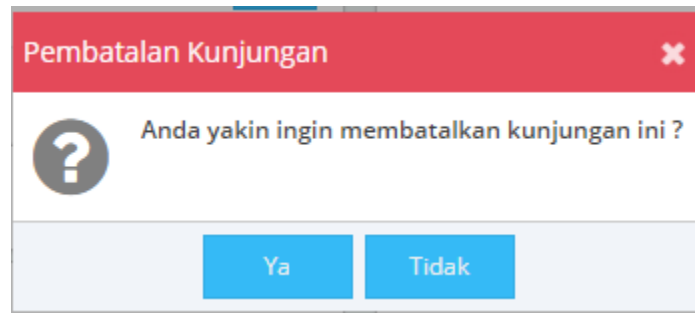 Pembatalan Kunjungan
Anda yakin ingin membatalkan kunjungan ini ?
Ya
Tidak